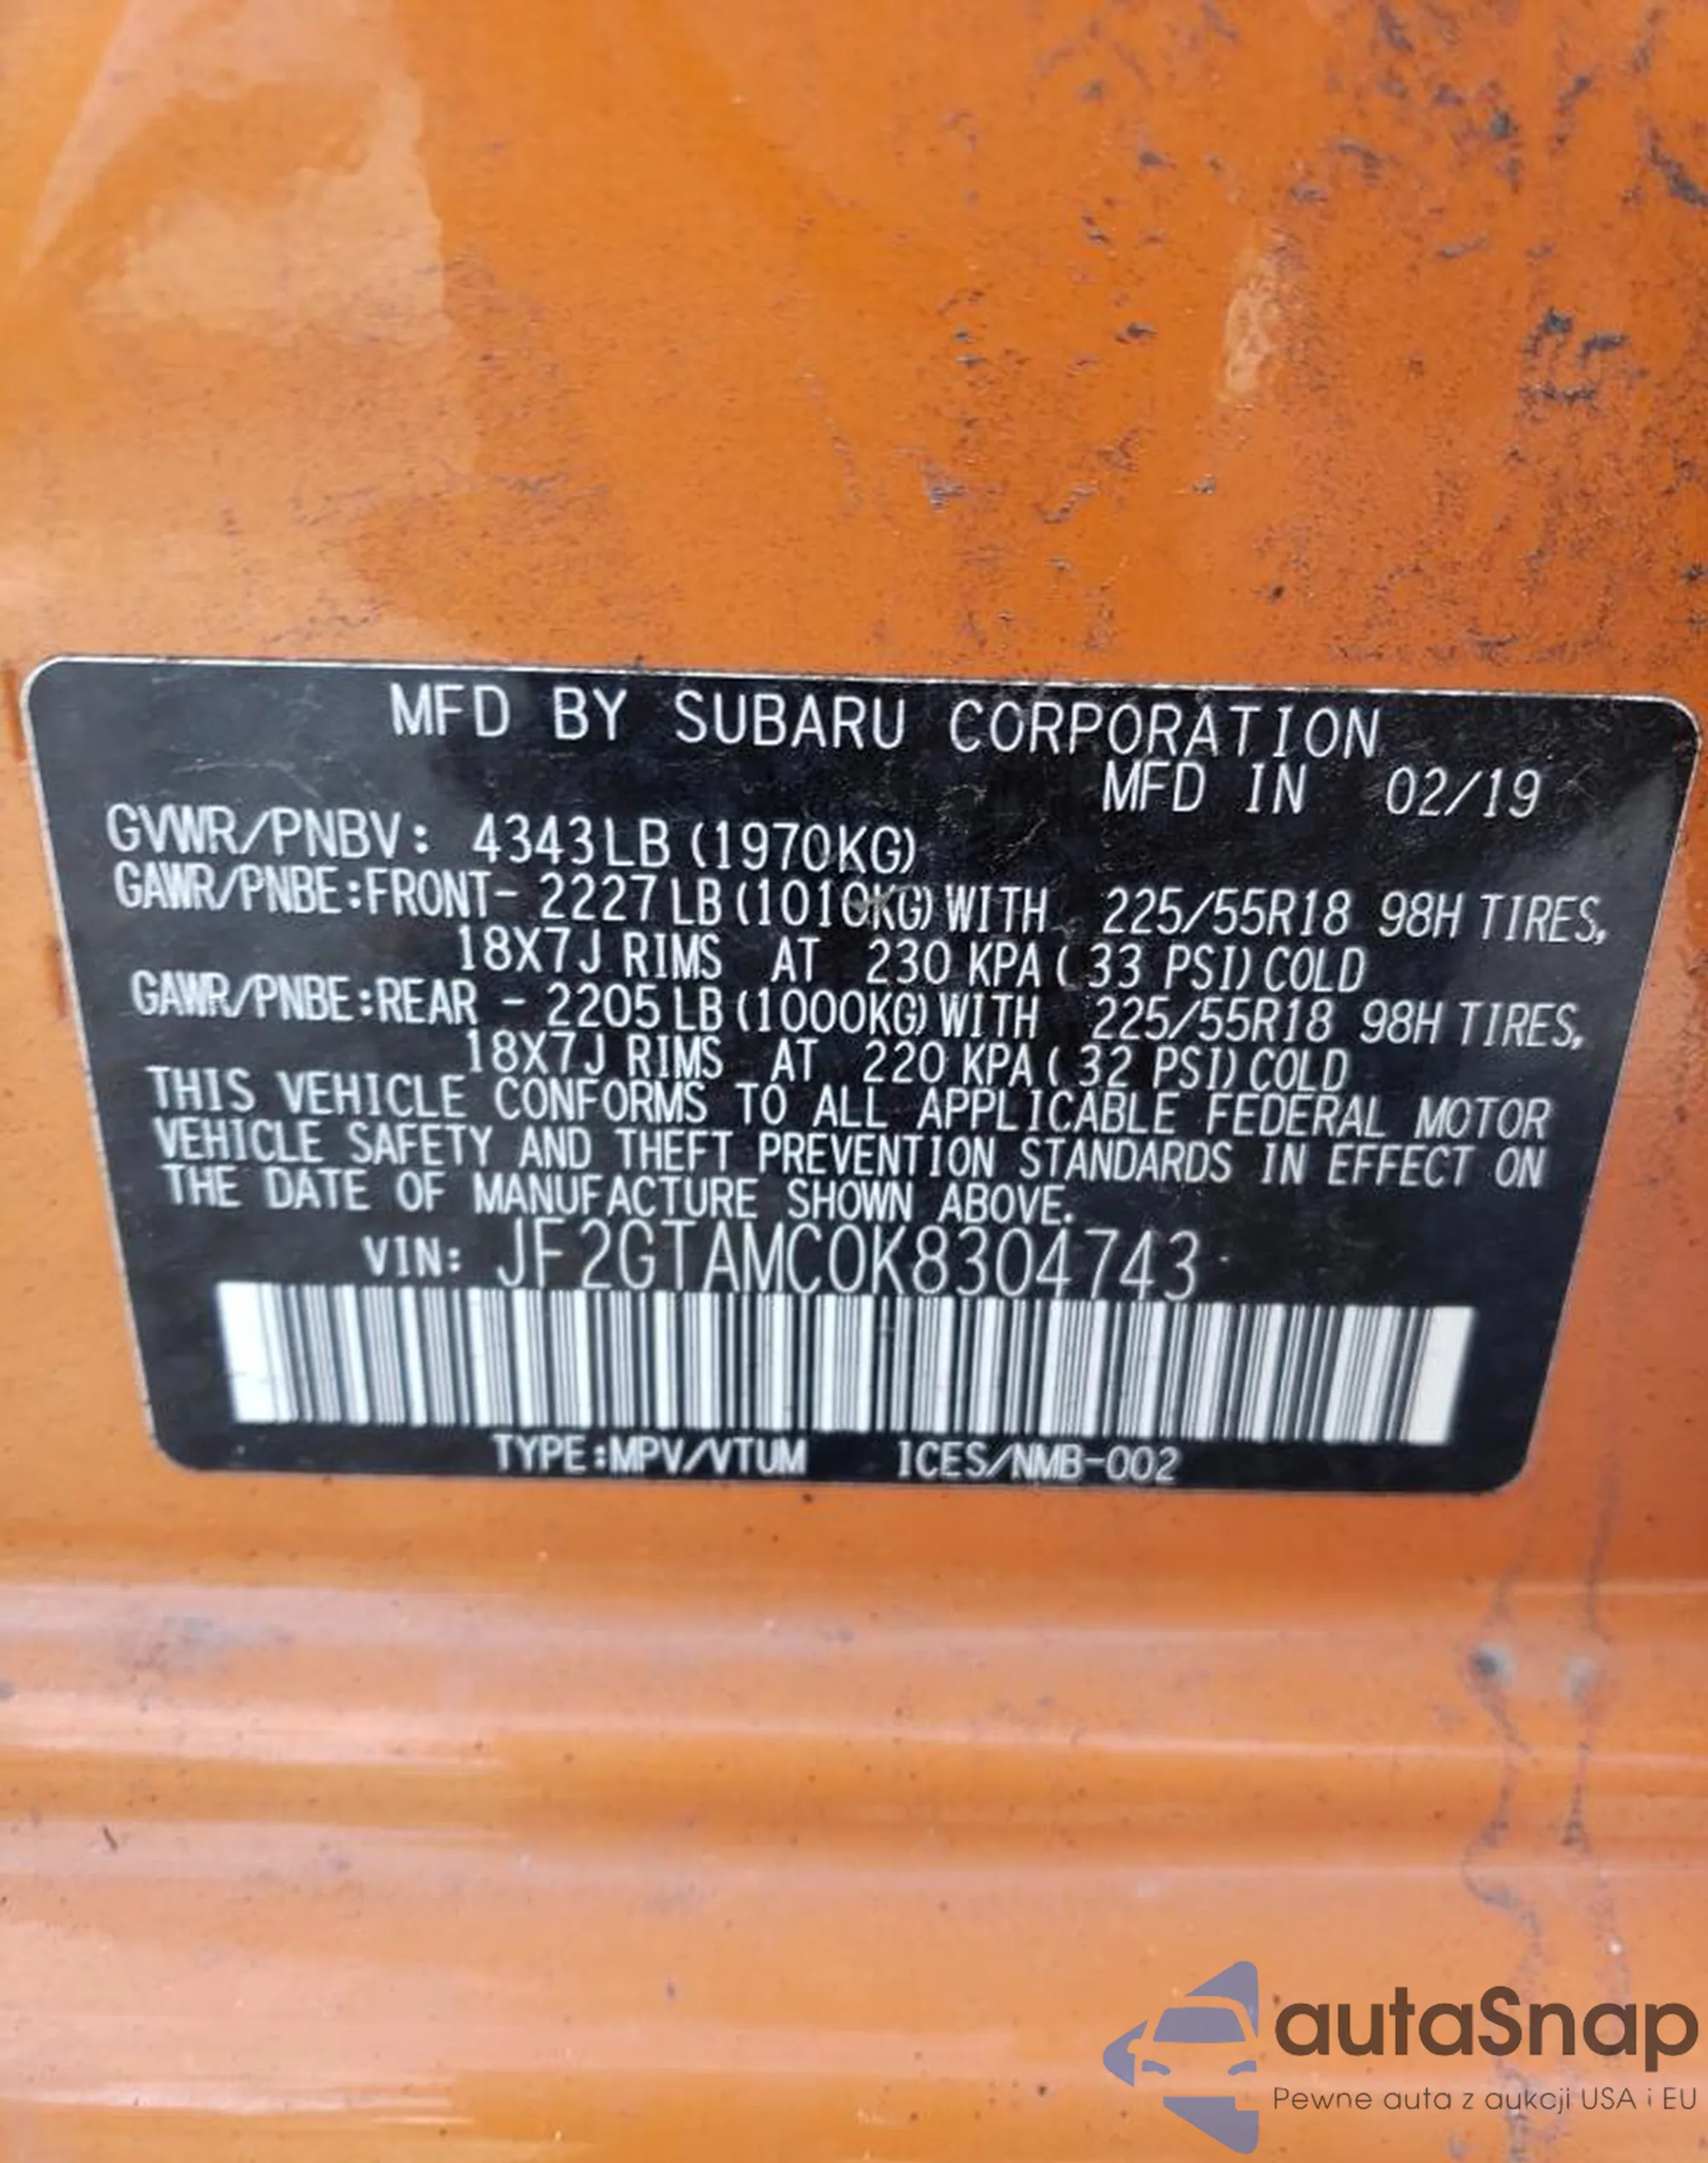 MFD BY SUBARU CORPORATION
MFD IN 02/19
GVWR/PNBV: 4343LB (1970KG)
GAWR/PNBE:FRONT- 2227LB (1010KG) WITH 225/55R18 98H TIRES,
18X7J RIMS AT 230 KPA ( 33 PSI) COLD
GAWR/PNBE:REAR - 2205LB (1000KG) WITH 225/55R18 98H TIRES,
18X7J RIMS AT 220 KPA ( 32 PSI) COLD
THIS VEHICLE CONFORMS TO ALL APPLICABLE FEDERAL MOTOR
VEHICLE SAFETY AND THEFT PREVENTION STANDARDS IN EFFECT ON
THE DATE OF MANUFACTURE SHOWN ABOVE.
VIN: JF2GTAMC0K8304743
TYPE:MPV/VTUM ICES/NMB-002
autaSnap
Pewne auta z aukcji USA i EU